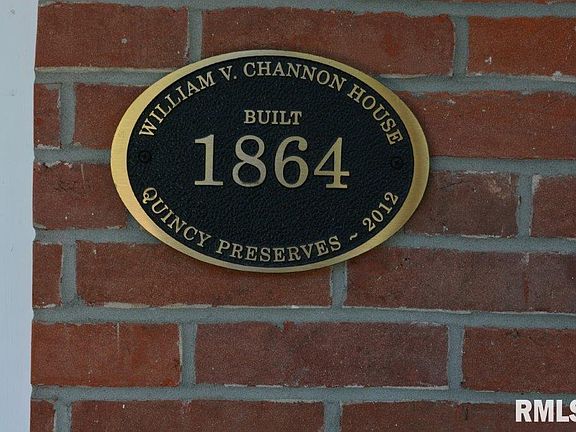 WILLIAM V. CHANNON HOUSE
BUILT
1864
QUINCY PRESERVES ~ 2012
RMLS